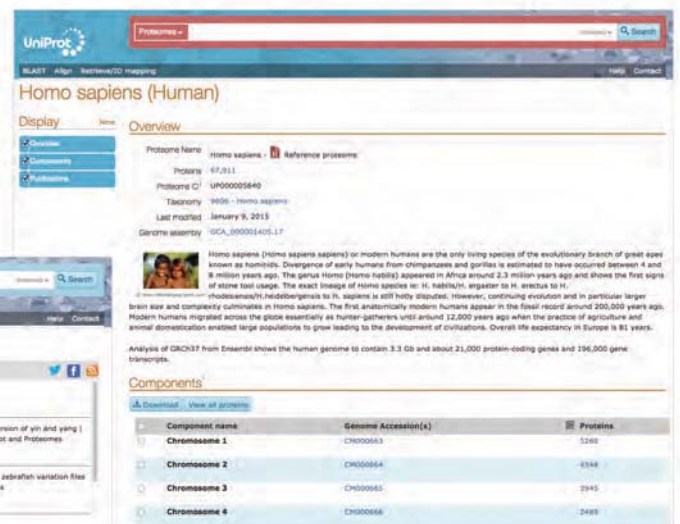 UniProt
Proteomes
Advanced
Search
BLAST Align Retrieve/ID mapping
Help Contact
Homo sapiens (Human)
Display
None
Overview
Components
Publications
Overview
Proteome Name Homo sapiens - Reference proteome
Proteins 67,911
Proteome ID UP000005640
Taxonomy 9606 - Homo sapiens
Last modified January 9, 2015
Genome assembly GCA_000001405.17
Homo sapiens (Homo sapiens sapiens) or modern humans are the only living species of the evolutionary branch of great apes
known as hominids. Divergence of early humans from chimpanzees and gorillas is estimated to have occurred between 4 and
8 million years ago. The genus Homo (Homo habilis) appeared in Africa around 2.3 million years ago and shows the first signs
of stone tool usage. The exact lineage of Homo species ie: H. habilis/H. ergaster to H. erectus to H.
rhodesiensis/H.heidelbergensis to H. sapiens is still hotly disputed. However, continuing evolution and in particular larger
brain size and complexity culminates in Homo sapiens. The first anatomically modern humans appear in the fossil record around 200,000 years ago.
Modern humans migrated across the globe essentially as hunter-gatherers until around 12,000 years ago when the practice of agriculture and
animal domestication enabled large populations to grow leading to the development of civilizations. Overall life expectancy in Europe is 81 years.
Analysis of GRCh37 from Ensembl shows the human genome to contain 3.3 Gb and about 21,000 protein-coding genes and 196,000 gene
transcripts.
Components
Download View all proteins
Component name Genome Accession(s) Proteins
Chromosome 1 CM000663 5260
Chromosome 2 CM000664
Chromosome 3 CM000665 2945
Chromosome 4 CM000666
Advanced
Search
Help Contact
rsion of yin and yang |
ot and Proteomes
zebrafish variation files
s